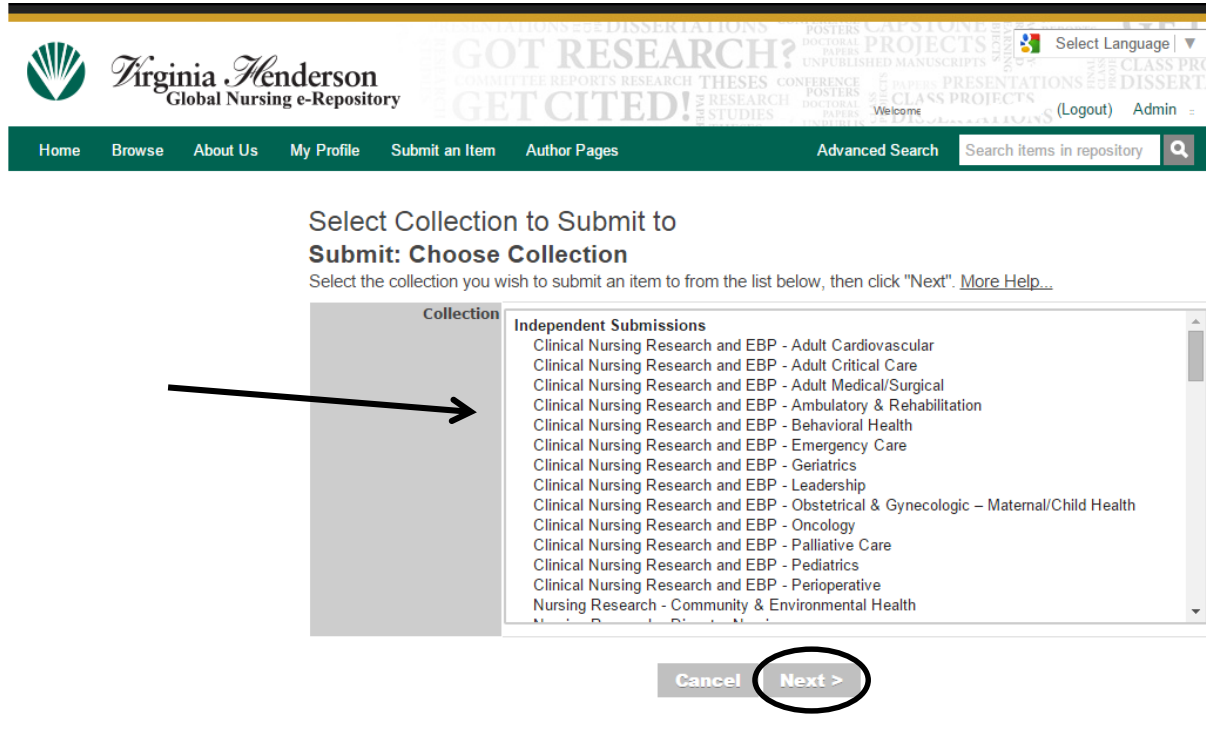 GOT RESEARCH?
GET CITED!
Select Language ▼
Virginia Henderson
Global Nursing e-Repository
Welcome (Logout) Admin
Home Browse About Us My Profile Submit an Item Author Pages Advanced Search Search items in repository
Select Collection to Submit to
Submit: Choose Collection
Select the collection you wish to submit an item to from the list below, then click "Next". More Help...
Collection
Independent Submissions
Clinical Nursing Research and EBP - Adult Cardiovascular
Clinical Nursing Research and EBP - Adult Critical Care
Clinical Nursing Research and EBP - Adult Medical/Surgical
Clinical Nursing Research and EBP - Ambulatory & Rehabilitation
Clinical Nursing Research and EBP - Behavioral Health
Clinical Nursing Research and EBP - Emergency Care
Clinical Nursing Research and EBP - Geriatrics
Clinical Nursing Research and EBP - Leadership
Clinical Nursing Research and EBP - Obstetrical & Gynecologic – Maternal/Child Health
Clinical Nursing Research and EBP - Oncology
Clinical Nursing Research and EBP - Palliative Care
Clinical Nursing Research and EBP - Pediatrics
Clinical Nursing Research and EBP - Perioperative
Nursing Research - Community & Environmental Health
Cancel Next >